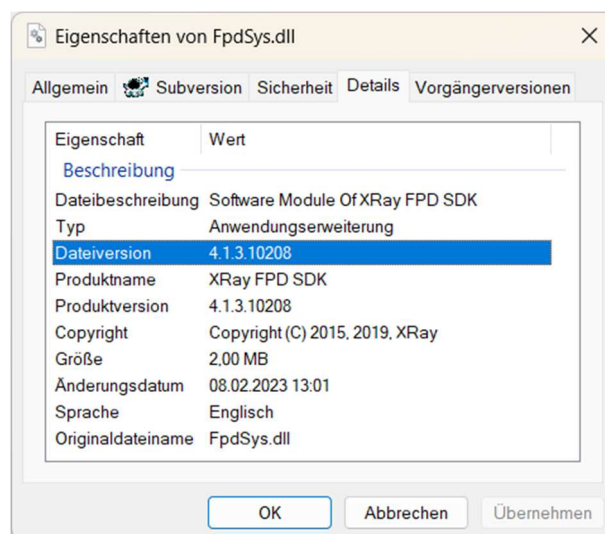 Eigenschaften von FpdSys.dll
Allgemein Subversion Sicherheit Details Vorgängerversionen
Eigenschaft Wert
Beschreibung
Dateibeschreibung Software Module Of XRay FPD SDK
Typ Anwendungserweiterung
Dateiversion 4.1.3.10208
Produktname XRay FPD SDK
Produktversion 4.1.3.10208
Copyright Copyright (C) 2015, 2019, XRay
Größe 2,00 MB
Änderungsdatum 08.02.2023 13:01
Sprache Englisch
Originaldateiname FpdSys.dll
OK Abbrechen Übernehmen